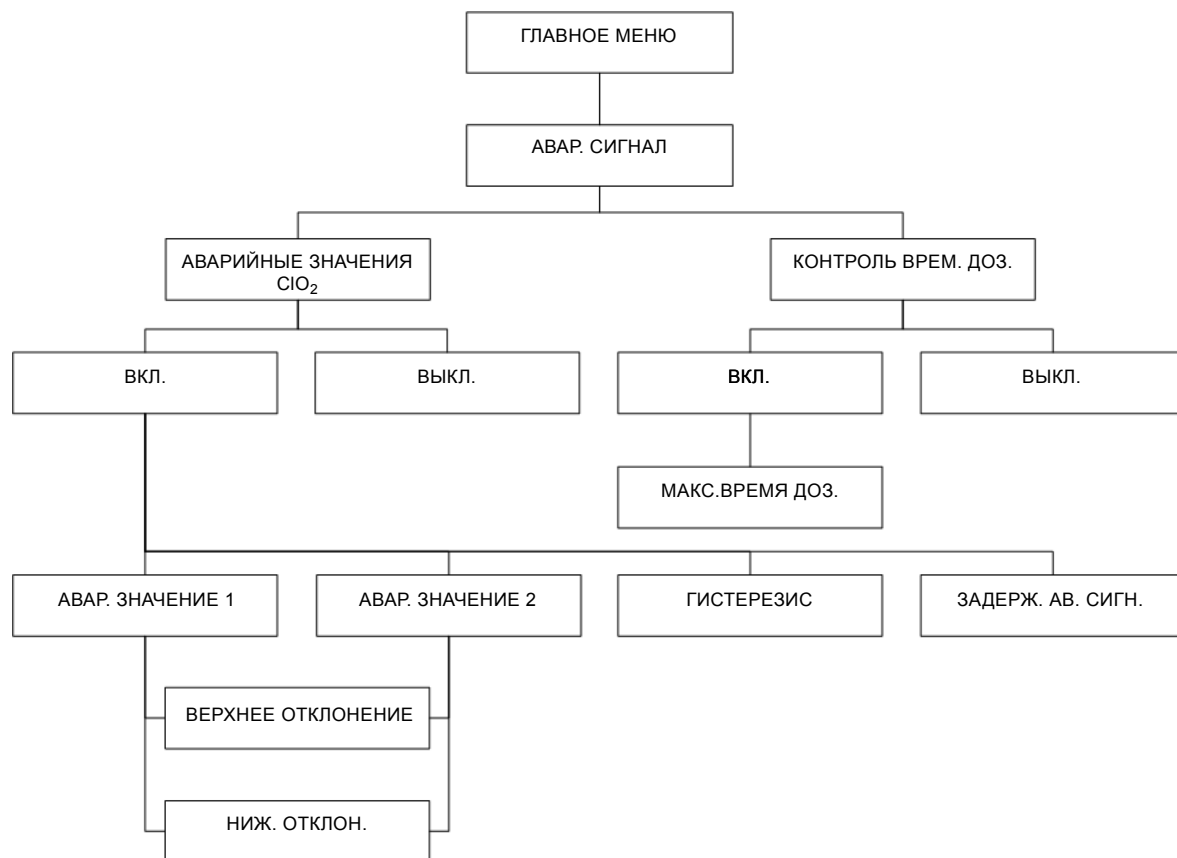 ГЛАВНОЕ МЕНЮ
АВАР. СИГНАЛ
АВАРИЙНЫЕ ЗНАЧЕНИЯ
ClO₂
КОНТРОЛЬ ВРЕМ. ДОЗ.
ВКЛ.
ВЫКЛ.
ВКЛ.
ВЫКЛ.
МАКС.ВРЕМЯ ДОЗ.
АВАР. ЗНАЧЕНИЕ 1
АВАР. ЗНАЧЕНИЕ 2
ГИСТЕРЕЗИС
ЗАДЕРЖ. АВ. СИГН.
ВЕРХНЕЕ ОТКЛОНЕНИЕ
НИЖ. ОТКЛОН.